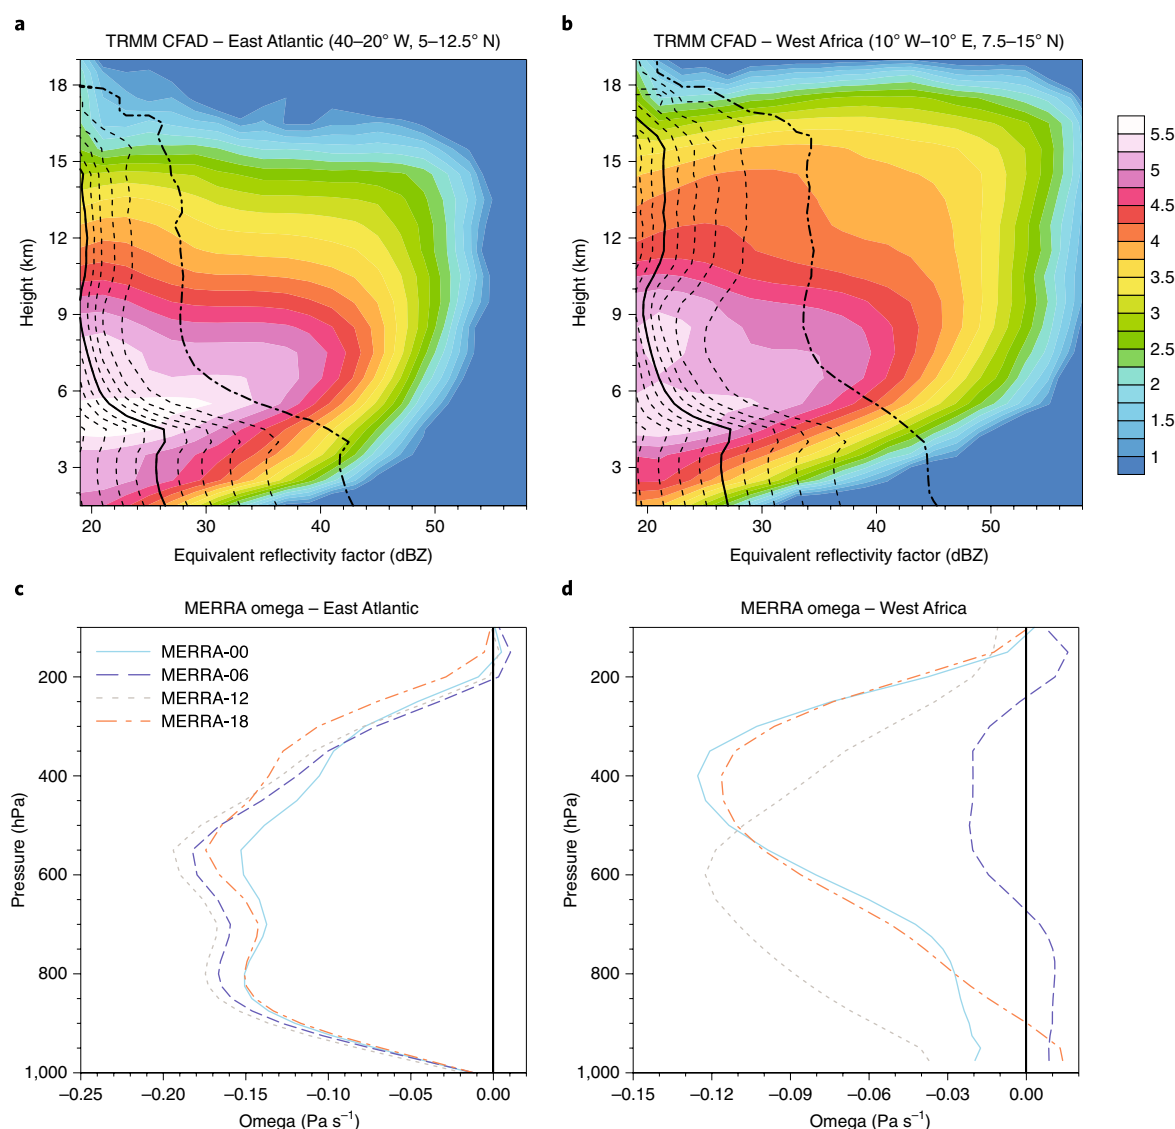 a
TRMM CFAD – East Atlantic (40–20° W, 5–12.5° N)
18
15
12
9
6
3
Height (km)
20 30 40 50
Equivalent reflectivity factor (dBZ)
b
TRMM CFAD – West Africa (10° W–10° E, 7.5–15° N)
18
15
12
9
6
3
Height (km)
20 30 40 50
Equivalent reflectivity factor (dBZ)
5.5
5
4.5
4
3.5
3
2.5
2
1.5
1
c
MERRA omega – East Atlantic
MERRA-00
MERRA-06
MERRA-12
MERRA-18
200
400
600
800
1,000
Pressure (hPa)
–0.25 –0.20 –0.15 –0.10 –0.05 0.00
Omega (Pa s⁻¹)
d
MERRA omega – West Africa
200
400
600
800
1,000
Pressure (hPa)
–0.15 –0.12 –0.09 –0.06 –0.03 0.00
Omega (Pa s⁻¹)